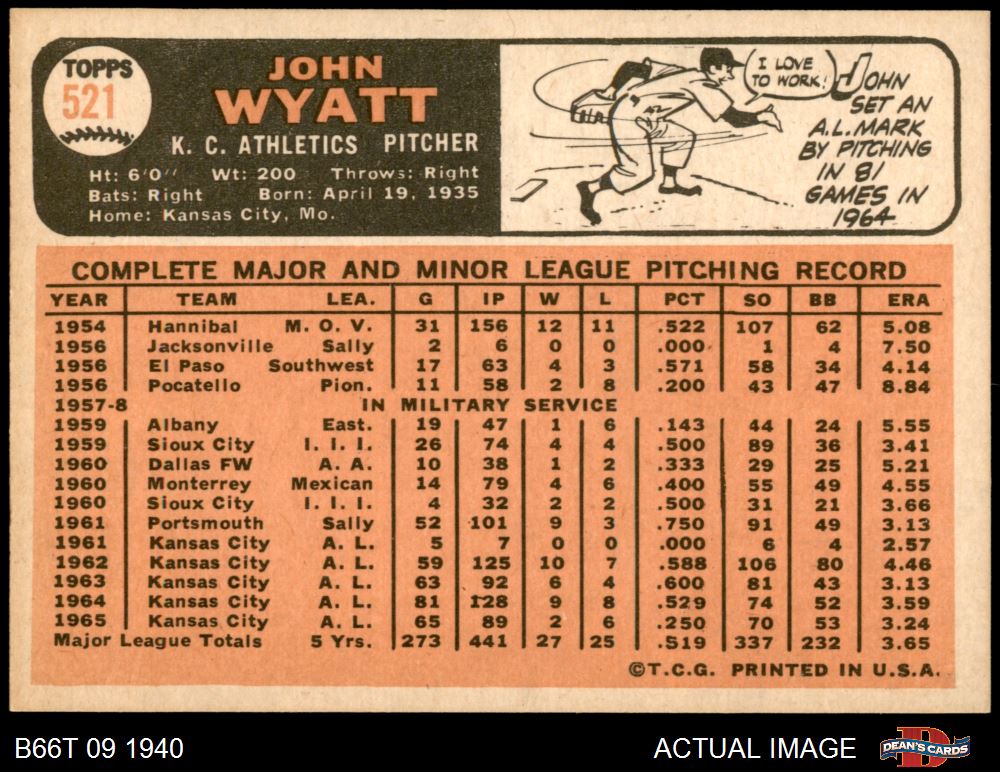 TOPPS
521
JOHN
WYATT
K. C. ATHLETICS PITCHER
Ht: 6'0'' Wt: 200 Throws: Right
Bats: Right Born: April 19, 1935
Home: Kansas City, Mo.
I LOVE
TO WORK!
JOHN
SET AN
A.L. MARK
BY PITCHING
IN 81
GAMES IN
1964
COMPLETE MAJOR AND MINOR LEAGUE PITCHING RECORD
YEAR TEAM LEA. G IP W L PCT SO BB ERA
1954 Hannibal M. O. V. 31 156 12 11 .522 107 62 5.08
1956 Jacksonville Sally 2 6 0 0 .000 1 4 7.50
1956 El Paso Southwest 17 63 4 3 .571 58 34 4.14
1956 Pocatello Pion. 11 58 2 8 .200 43 47 8.84
1957-8 IN MILITARY SERVICE
1959 Albany East. 19 47 1 6 .143 44 24 5.55
1959 Sioux City I. I. I. 26 74 4 4 .500 89 36 3.41
1960 Dallas FW A. A. 10 38 1 2 .333 29 25 5.21
1960 Monterrey Mexican 14 79 4 6 .400 55 49 4.55
1960 Sioux City I. I. I. 4 32 2 2 .500 31 21 3.66
1961 Portsmouth Sally 52 101 9 3 .750 91 49 3.13
1961 Kansas City A. L. 5 7 0 0 .000 6 4 2.57
1962 Kansas City A. L. 59 125 10 7 .588 106 80 4.46
1963 Kansas City A. L. 63 92 6 4 .600 81 43 3.13
1964 Kansas City A. L. 81 128 9 8 .529 74 52 3.59
1965 Kansas City A. L. 65 89 2 6 .250 70 53 3.24
Major League Totals 5 Yrs. 273 441 27 25 .519 337 232 3.65
©T.C.G. PRINTED IN U.S.A.
B66T 09 1940
ACTUAL IMAGE
D
DEAN'S CARDS